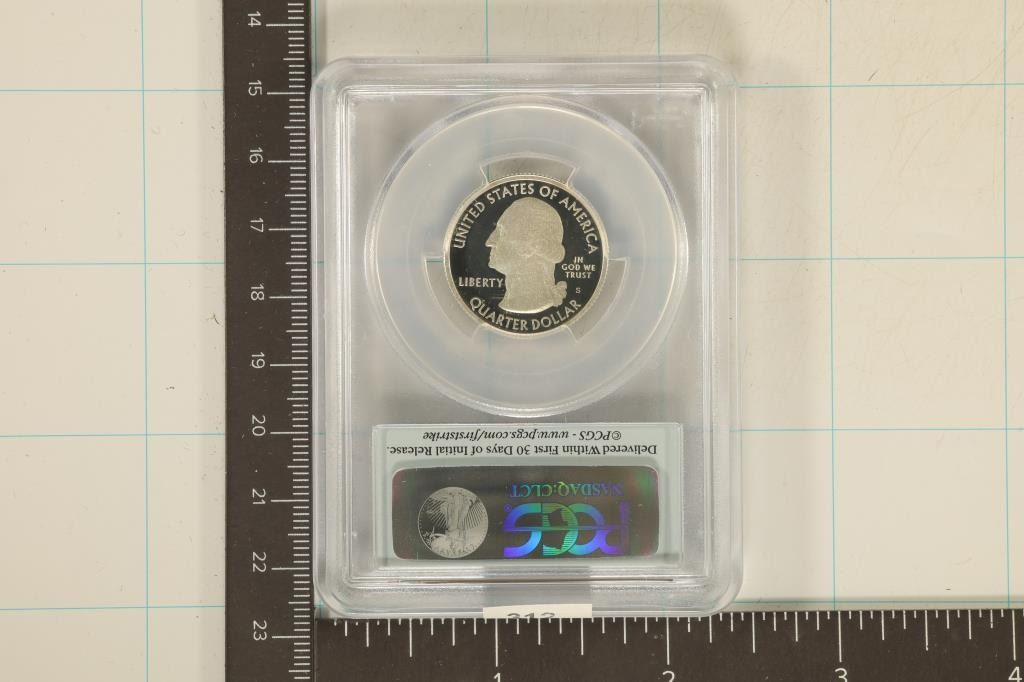 14
15
16
17
18
19
20
21
22
23
UNITED STATES OF AMERICA
LIBERTY
IN
GOD WE
TRUST
S
QUARTER DOLLAR
Delivered Within First 30 Days of Initial Release.
©PCGS - www.pcgs.com/firststrike
NASDAQ:CLCT
PCGS
1
2
3
4